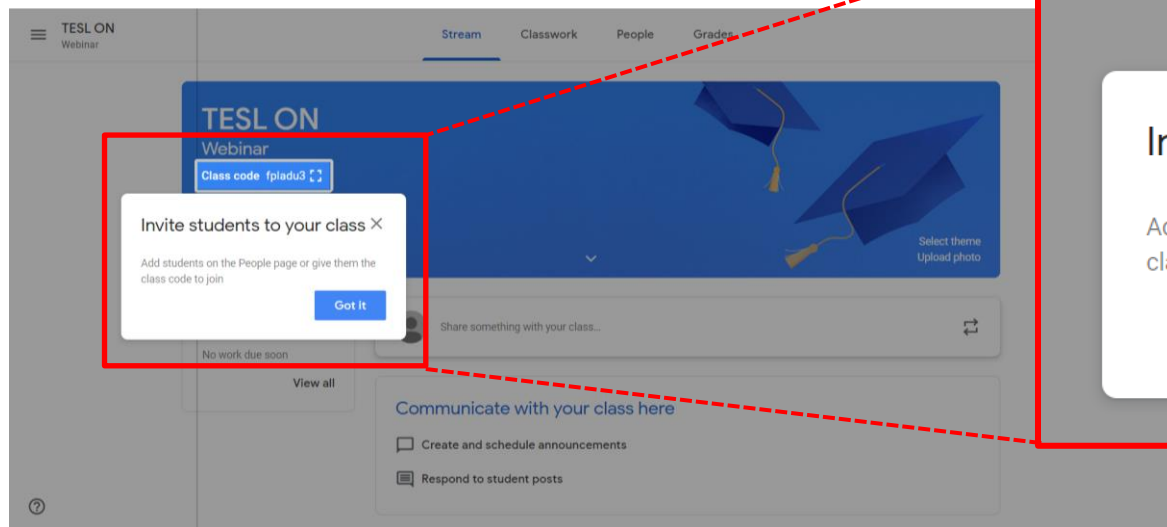 TESL ON
Webinar
Stream Classwork People Grades
TESL ON
Webinar
Class code fpladu3
Invite students to your class
Add students on the People page or give them the
class code to join
Got it
Select theme
Upload photo
Share something with your class...
No work due soon
View all
Communicate with your class here
Create and schedule announcements
Respond to student posts